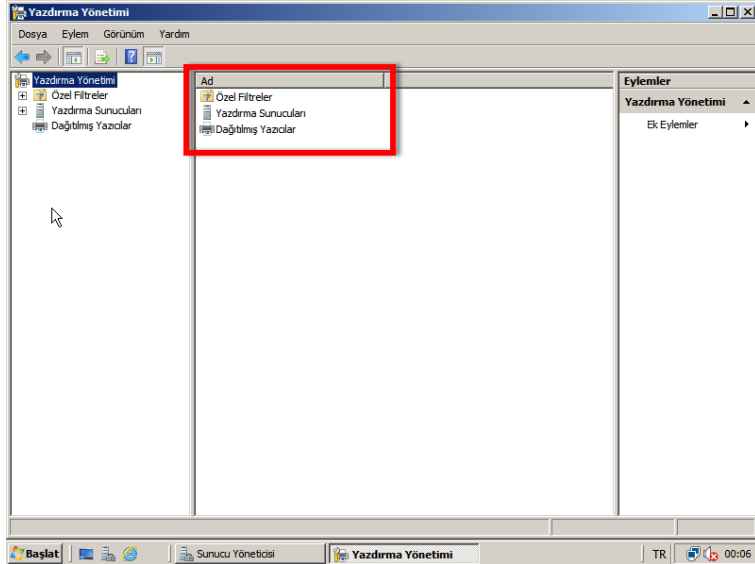 Yazdırma Yönetimi
Dosya Eylem Görünüm Yardım
Yazdırma Yönetimi
Özel Filtreler
Yazdırma Sunucuları
Dağıtılmış Yazıcılar
Ad
Özel Filtreler
Yazdırma Sunucuları
Dağıtılmış Yazıcılar
Eylemler
Yazdırma Yönetimi
Ek Eylemler
Başlat Sunucu Yöneticisi Yazdırma Yönetimi TR 00:06